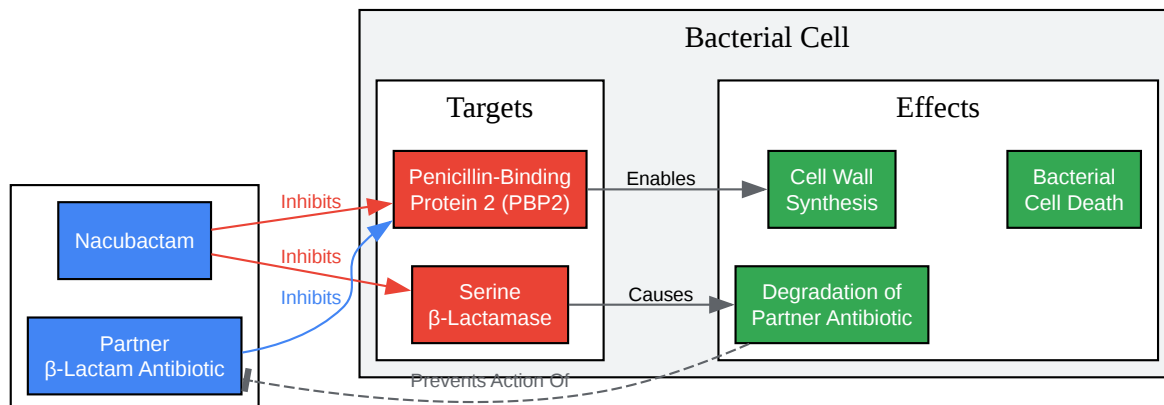 Bacterial Cell
Targets
Effects
Penicillin-Binding
Protein 2 (PBP2)
Enables
Cell Wall
Synthesis
Bacterial
Cell Death
Inhibits
Nacubactam
Inhibits
Inhibits
Serine
β-Lactamase
Causes
Degradation of
Partner Antibiotic
Partner
β-Lactam Antibiotic
Prevents Action Of